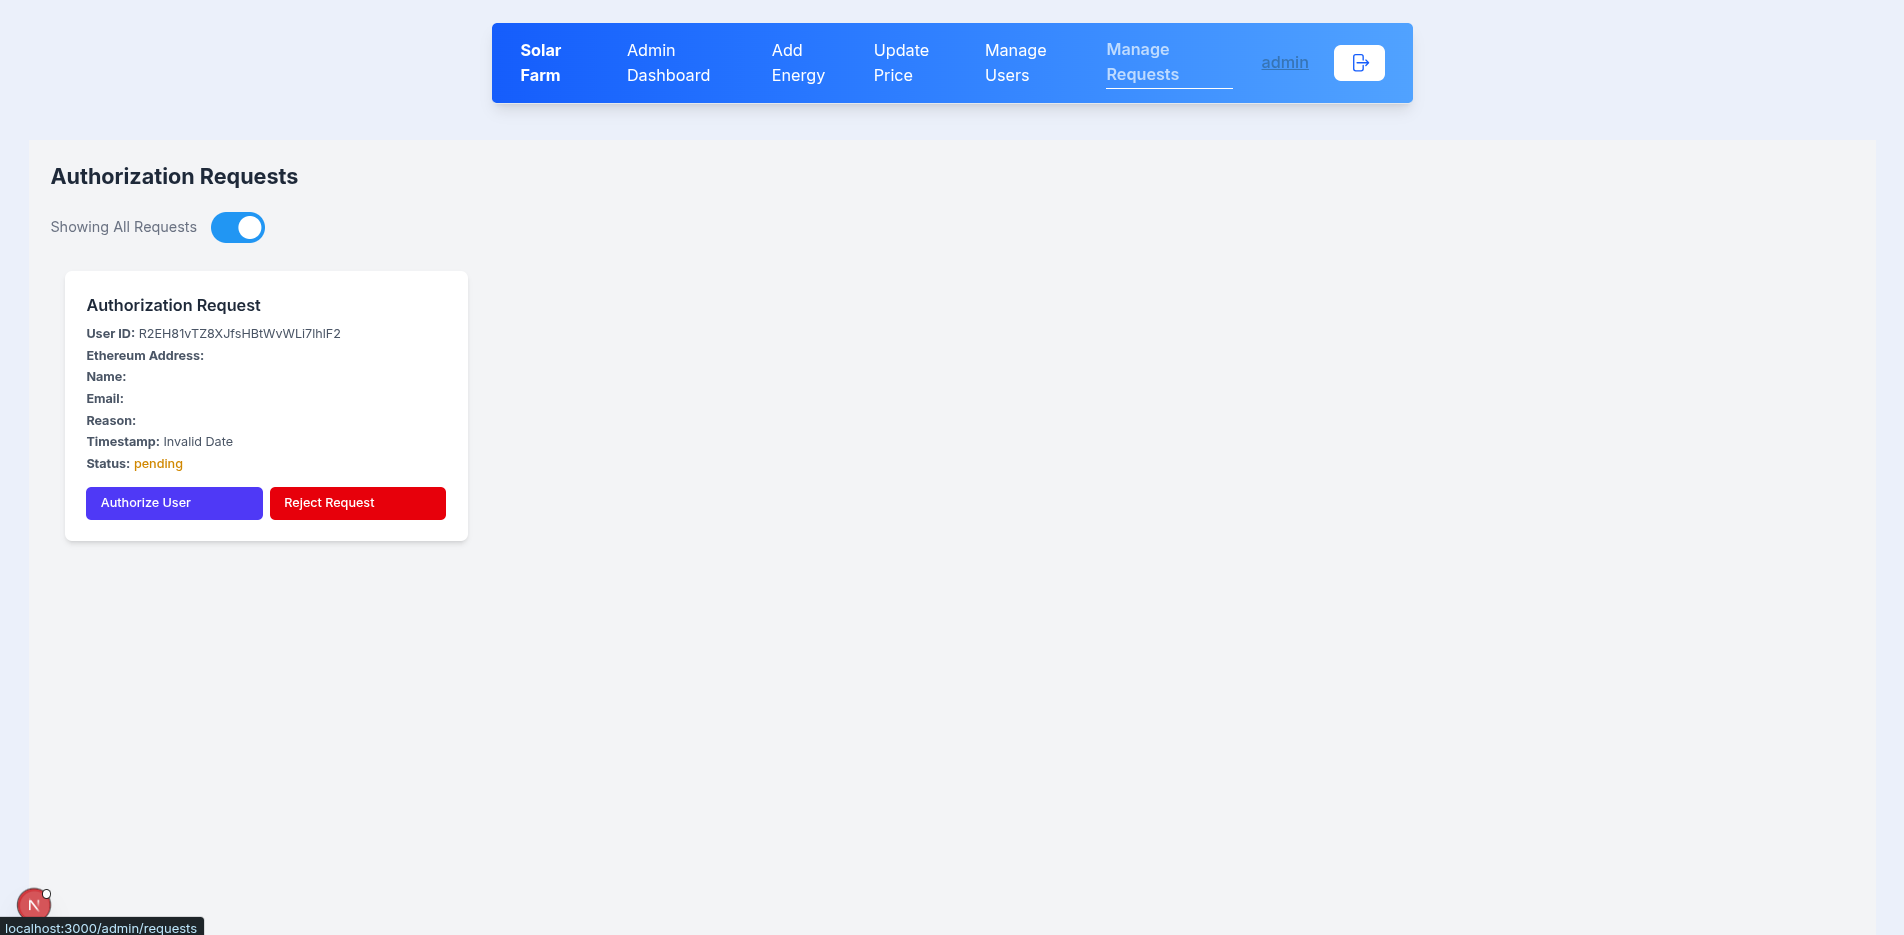 Solar Farm
Admin Dashboard
Add Energy
Update Price
Manage Users
Manage Requests
admin
Authorization Requests
Showing All Requests
Authorization Request
User ID: R2EH81vTZ8XJfsHBtWvWLi7IhlF2
Ethereum Address:
Name:
Email:
Reason:
Timestamp: Invalid Date
Status: pending
Authorize User
Reject Request
N
localhost:3000/admin/requests